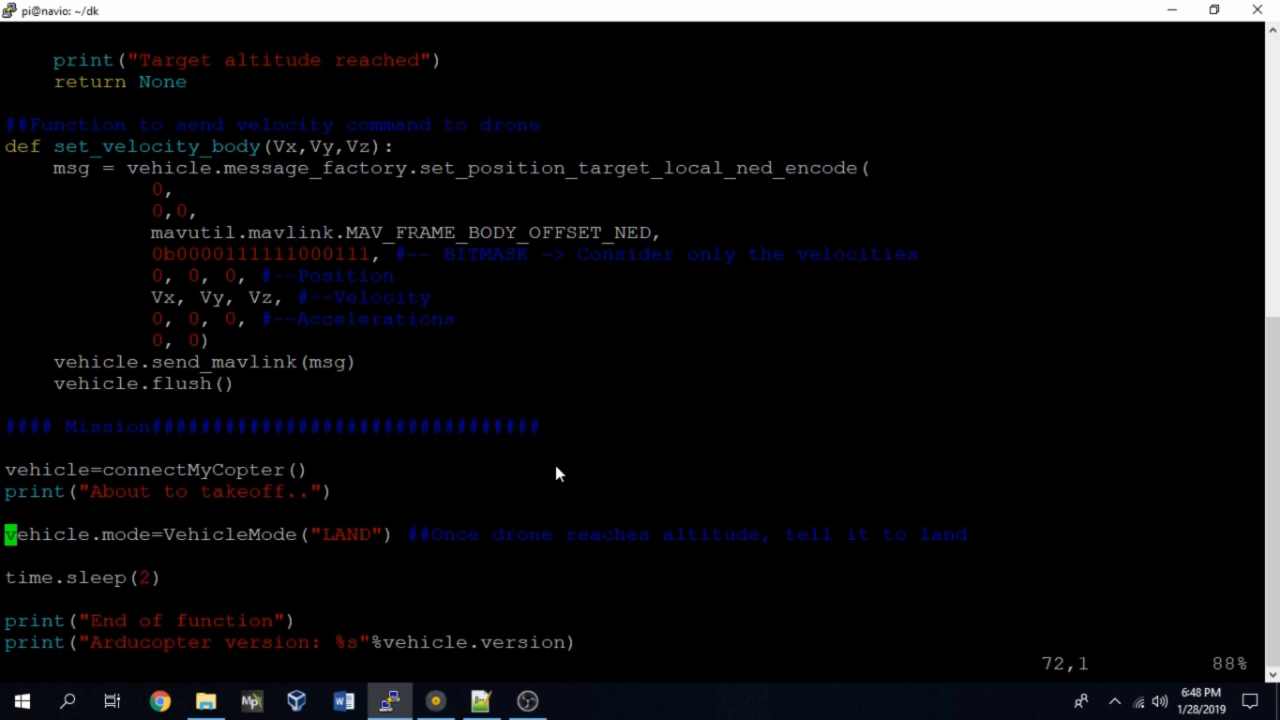 pi@navio: ~/dk
print("Target altitude reached")
return None
##Function to send velocity command to drone
def set_velocity_body(Vx,Vy,Vz):
msg = vehicle.message_factory.set_position_target_local_ned_encode(
0,
0,0,
mavutil.mavlink.MAV_FRAME_BODY_OFFSET_NED,
0b0000111111000111, #-- BITMASK -> Consider only the velocities
0, 0, 0, #--Position
Vx, Vy, Vz, #--Velocity
0, 0, 0, #--Accelerations
0, 0)
vehicle.send_mavlink(msg)
vehicle.flush()
#### Mission################################
vehicle=connectMyCopter()
print("About to takeoff..")
vehicle.mode=VehicleMode("LAND") ##Once drone reaches altitude, tell it to land
time.sleep(2)
print("End of function")
print("Arducopter version: %s"%vehicle.version)
72,1 88%
Mp 6:48 PM
1/28/2019